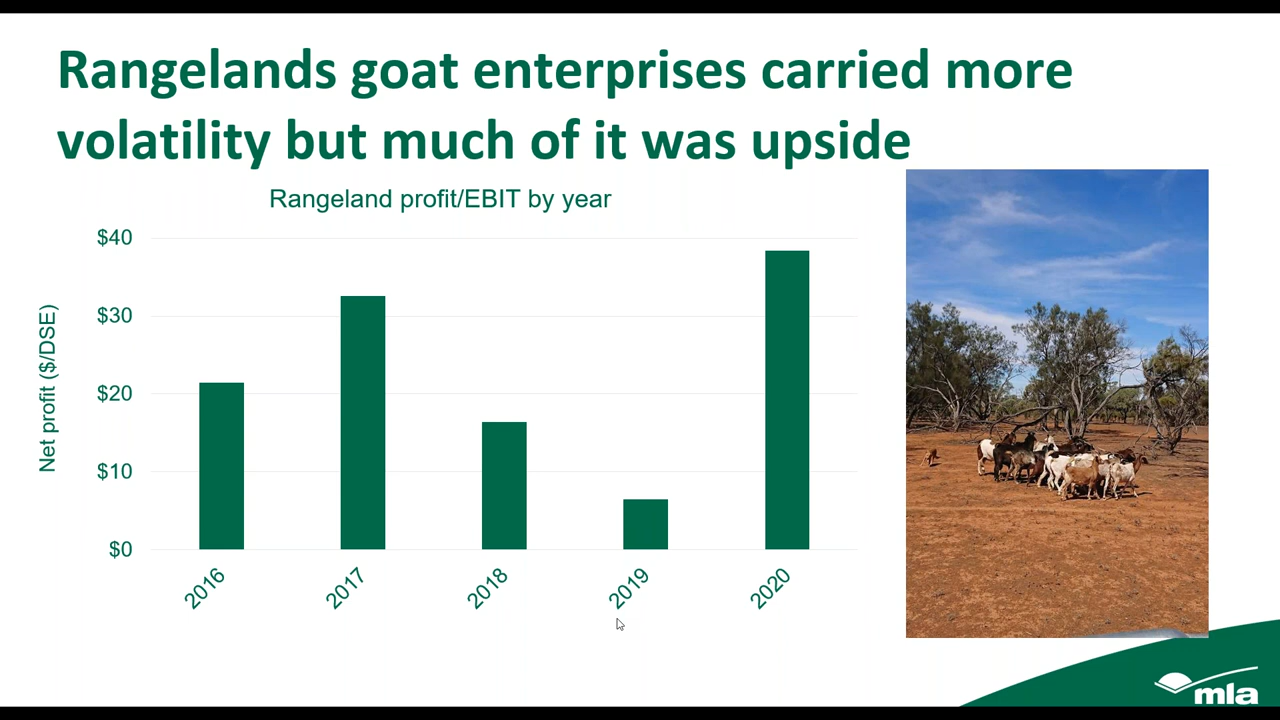 Rangelands goat enterprises carried more
volatility but much of it was upside
Rangeland profit/EBIT by year
Net profit ($/DSE)
$40
$30
$20
$10
$0
2016
2017
2018
2019
2020
mla